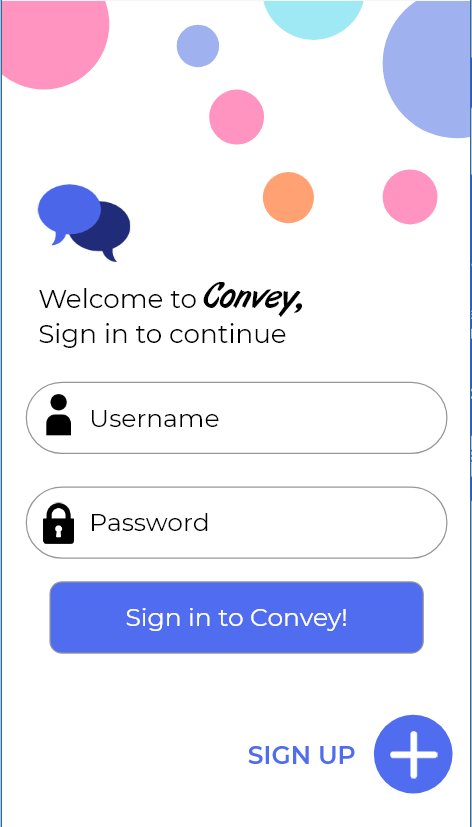 Welcome to Convey,
Sign in to continue
Username
Password
Sign in to Convey!
SIGN UP